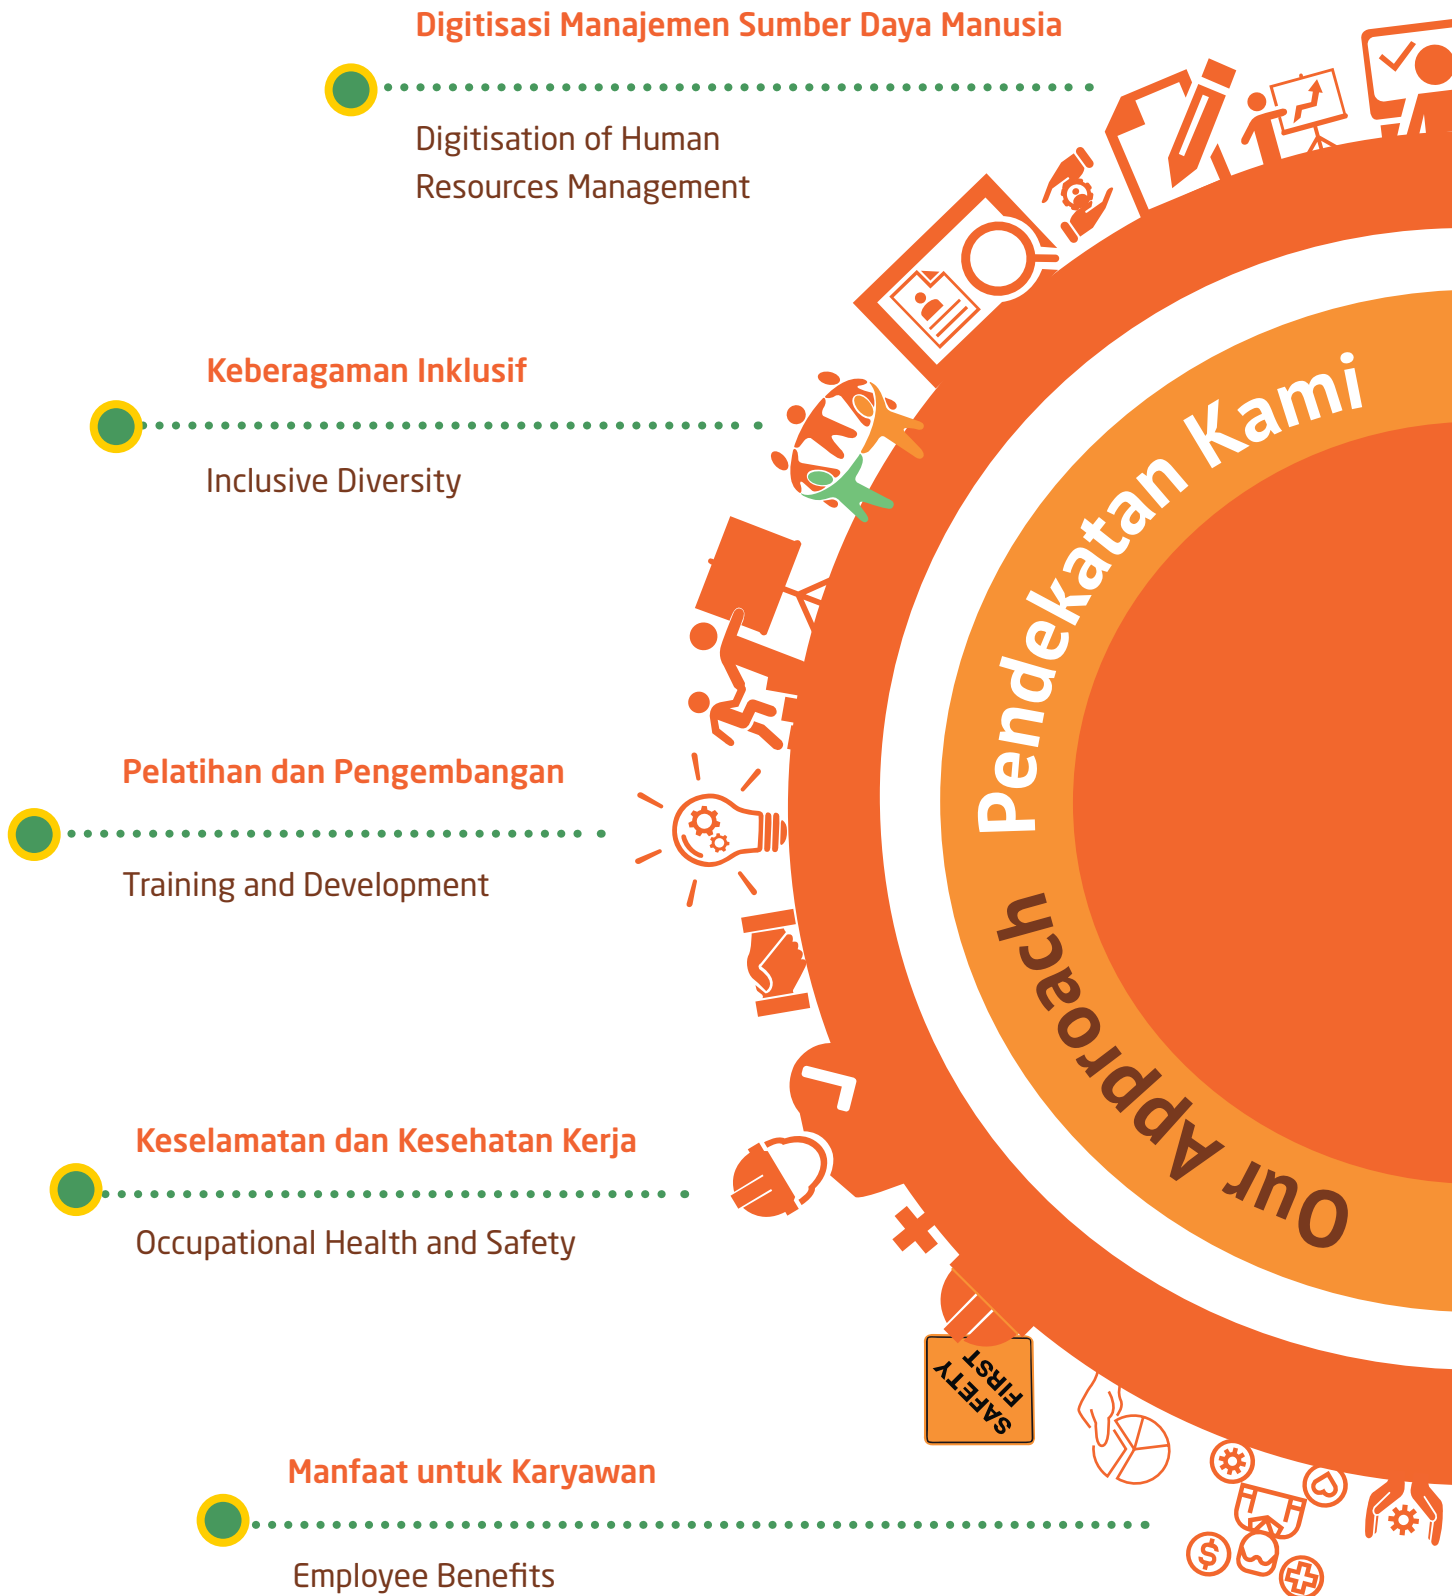 Digitisasi Manajemen Sumber Daya Manusia
Digitisation of Human
Resources Management
Keberagaman Inklusif
Inclusive Diversity
Pelatihan dan Pengembangan
Training and Development
Keselamatan dan Kesehatan Kerja
Occupational Health and Safety
Manfaat untuk Karyawan
Employee Benefits
Pendekatan Kami
Our Approach
SAFETY
FIRST
$